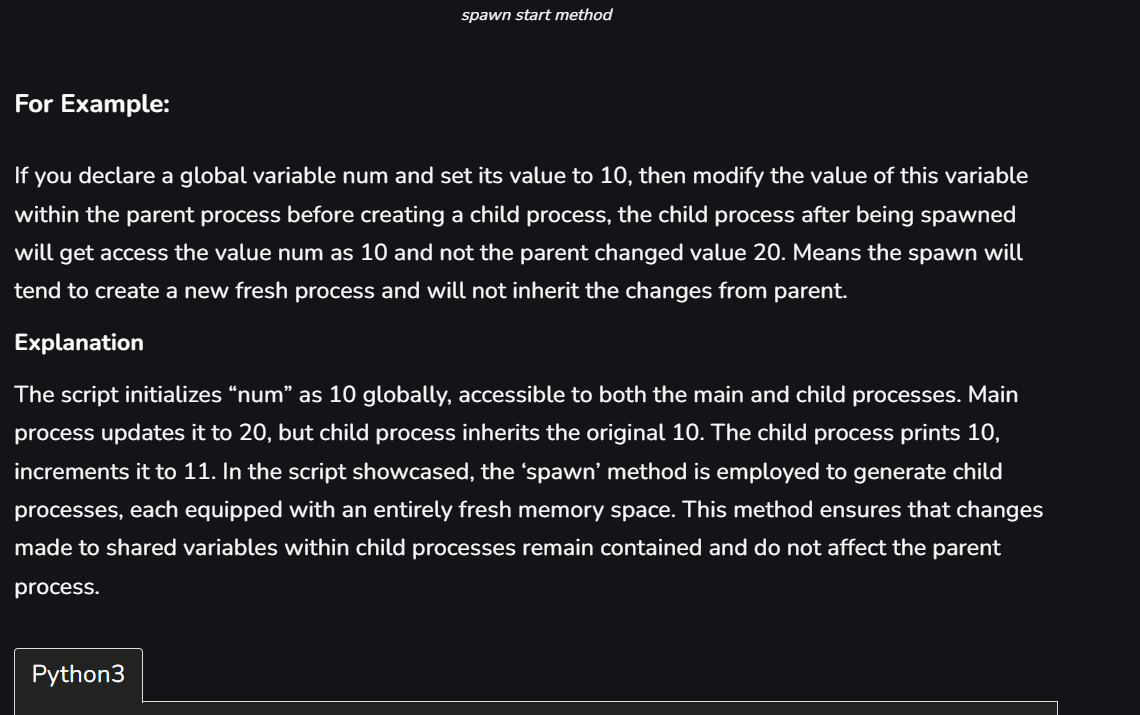 spawn start method
For Example:
If you declare a global variable num and set its value to 10, then modify the value of this variable
within the parent process before creating a child process, the child process after being spawned
will get access the value num as 10 and not the parent changed value 20. Means the spawn will
tend to create a new fresh process and will not inherit the changes from parent.
Explanation
The script initializes “num” as 10 globally, accessible to both the main and child processes. Main
process updates it to 20, but child process inherits the original 10. The child process prints 10,
increments it to 11. In the script showcased, the ‘spawn’ method is employed to generate child
processes, each equipped with an entirely fresh memory space. This method ensures that changes
made to shared variables within child processes remain contained and do not affect the parent
process.
Python3